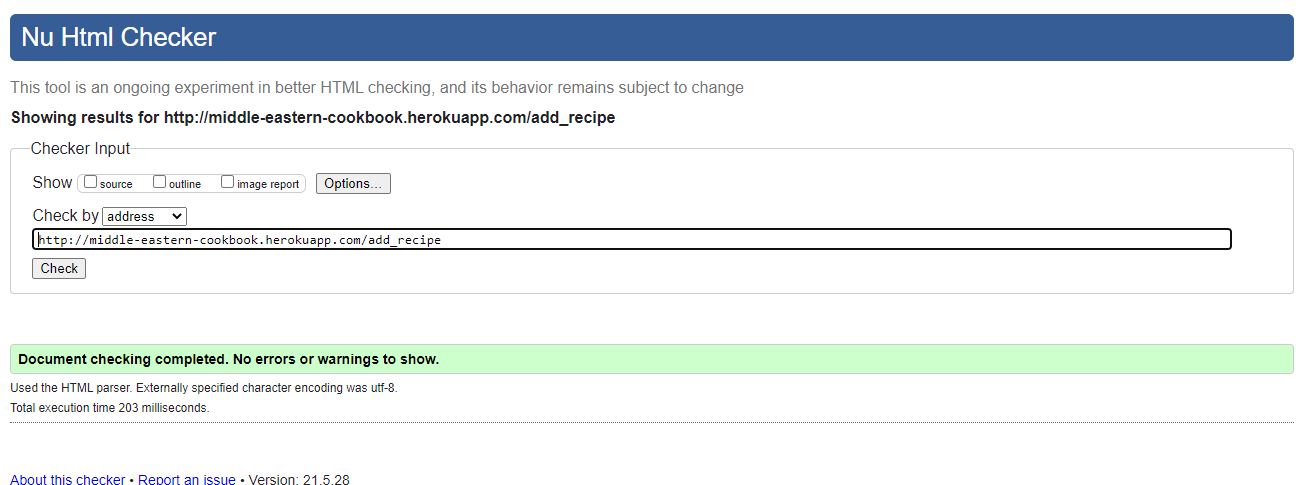 Nu Html Checker
This tool is an ongoing experiment in better HTML checking, and its behavior remains subject to change
Showing results for http://middle-eastern-cookbook.herokuapp.com/add_recipe
Checker Input
Show source outline image report Options...
Check by address
http://middle-eastern-cookbook.herokuapp.com/add_recipe
Check
Document checking completed. No errors or warnings to show.
Used the HTML parser. Externally specified character encoding was utf-8.
Total execution time 203 milliseconds.
About this checker • Report an issue • Version: 21.5.28